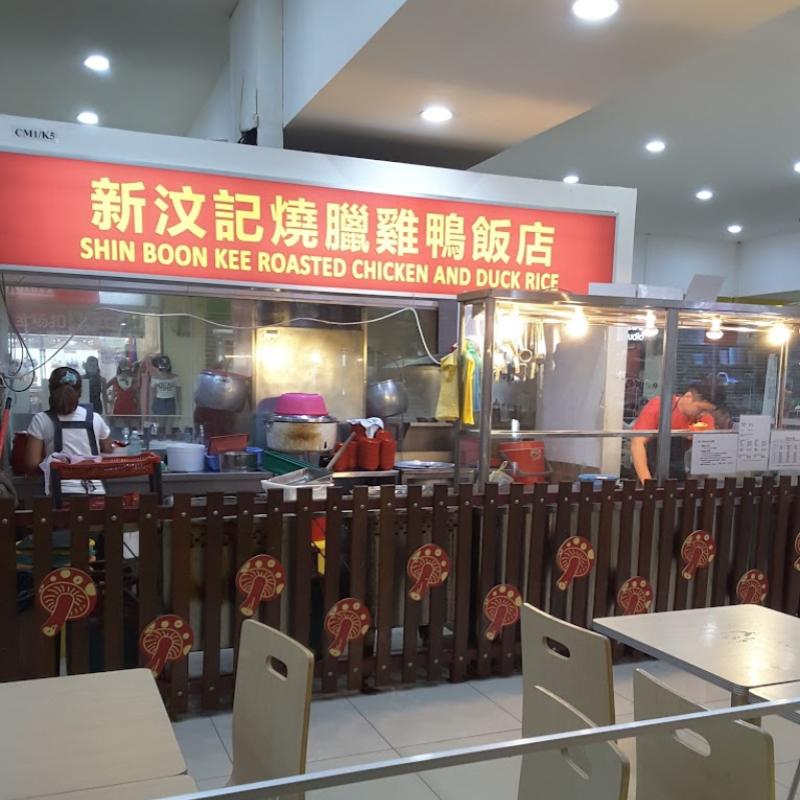 CM1/K5
新汶記燒臘雞鴨飯店
SHIN BOON KEE ROASTED CHICKEN AND DUCK RICE